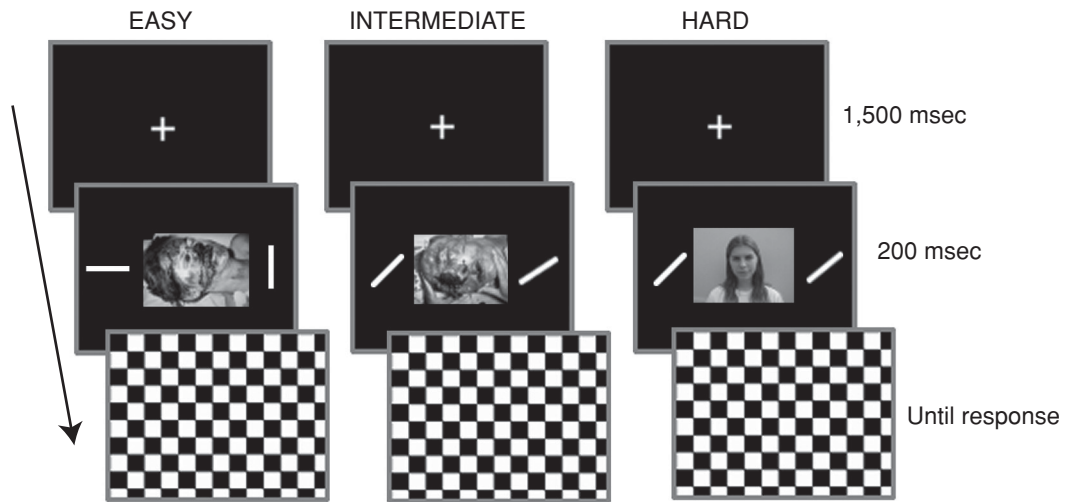 EASY
INTERMEDIATE
HARD
1,500 msec
200 msec
Until response